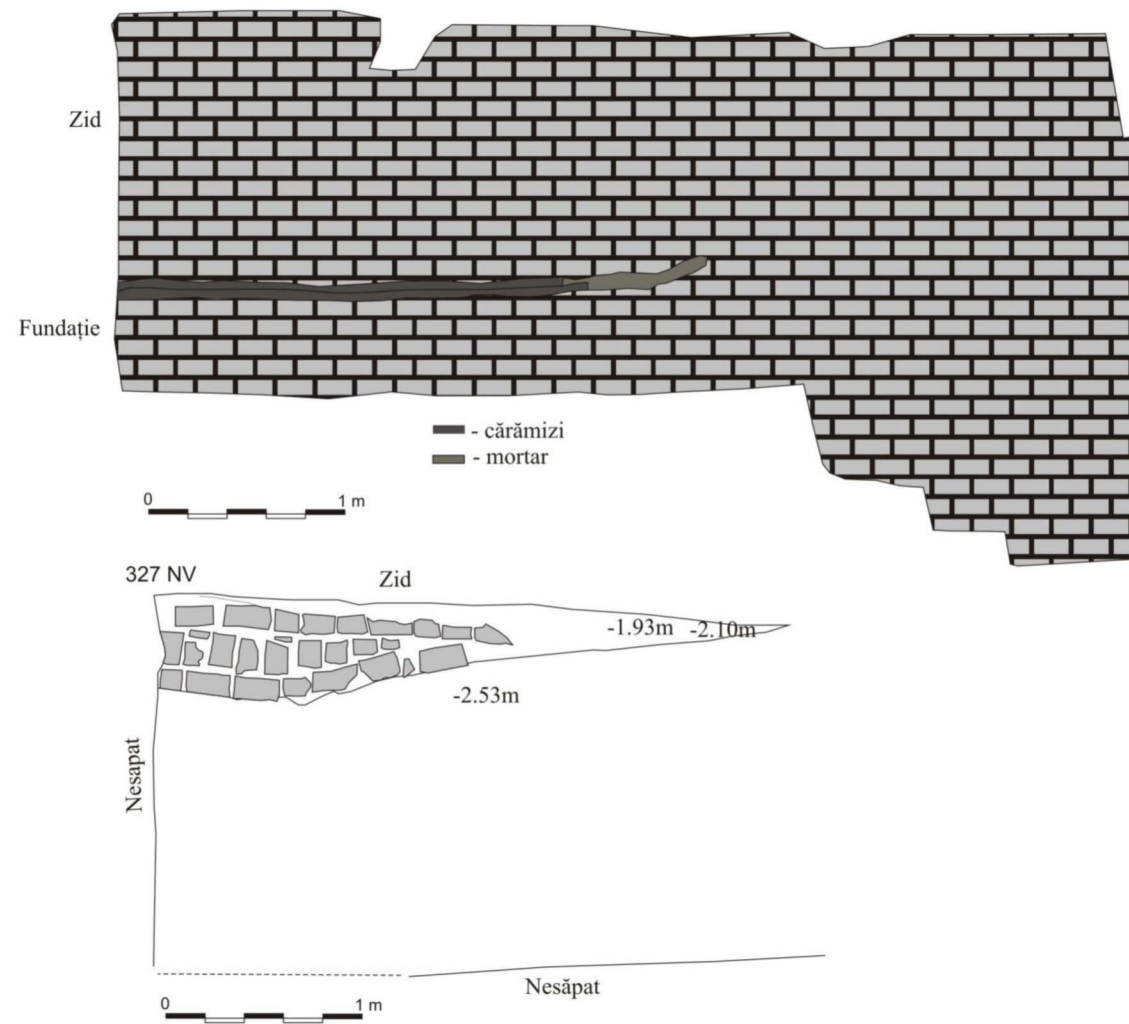 Zid
Fundație
- cărămizi
- mortar
0 1 m
327 NV
Zid
-1.93m -2.10m
-2.53m
Nesapat
Nesăpat
0 1 m